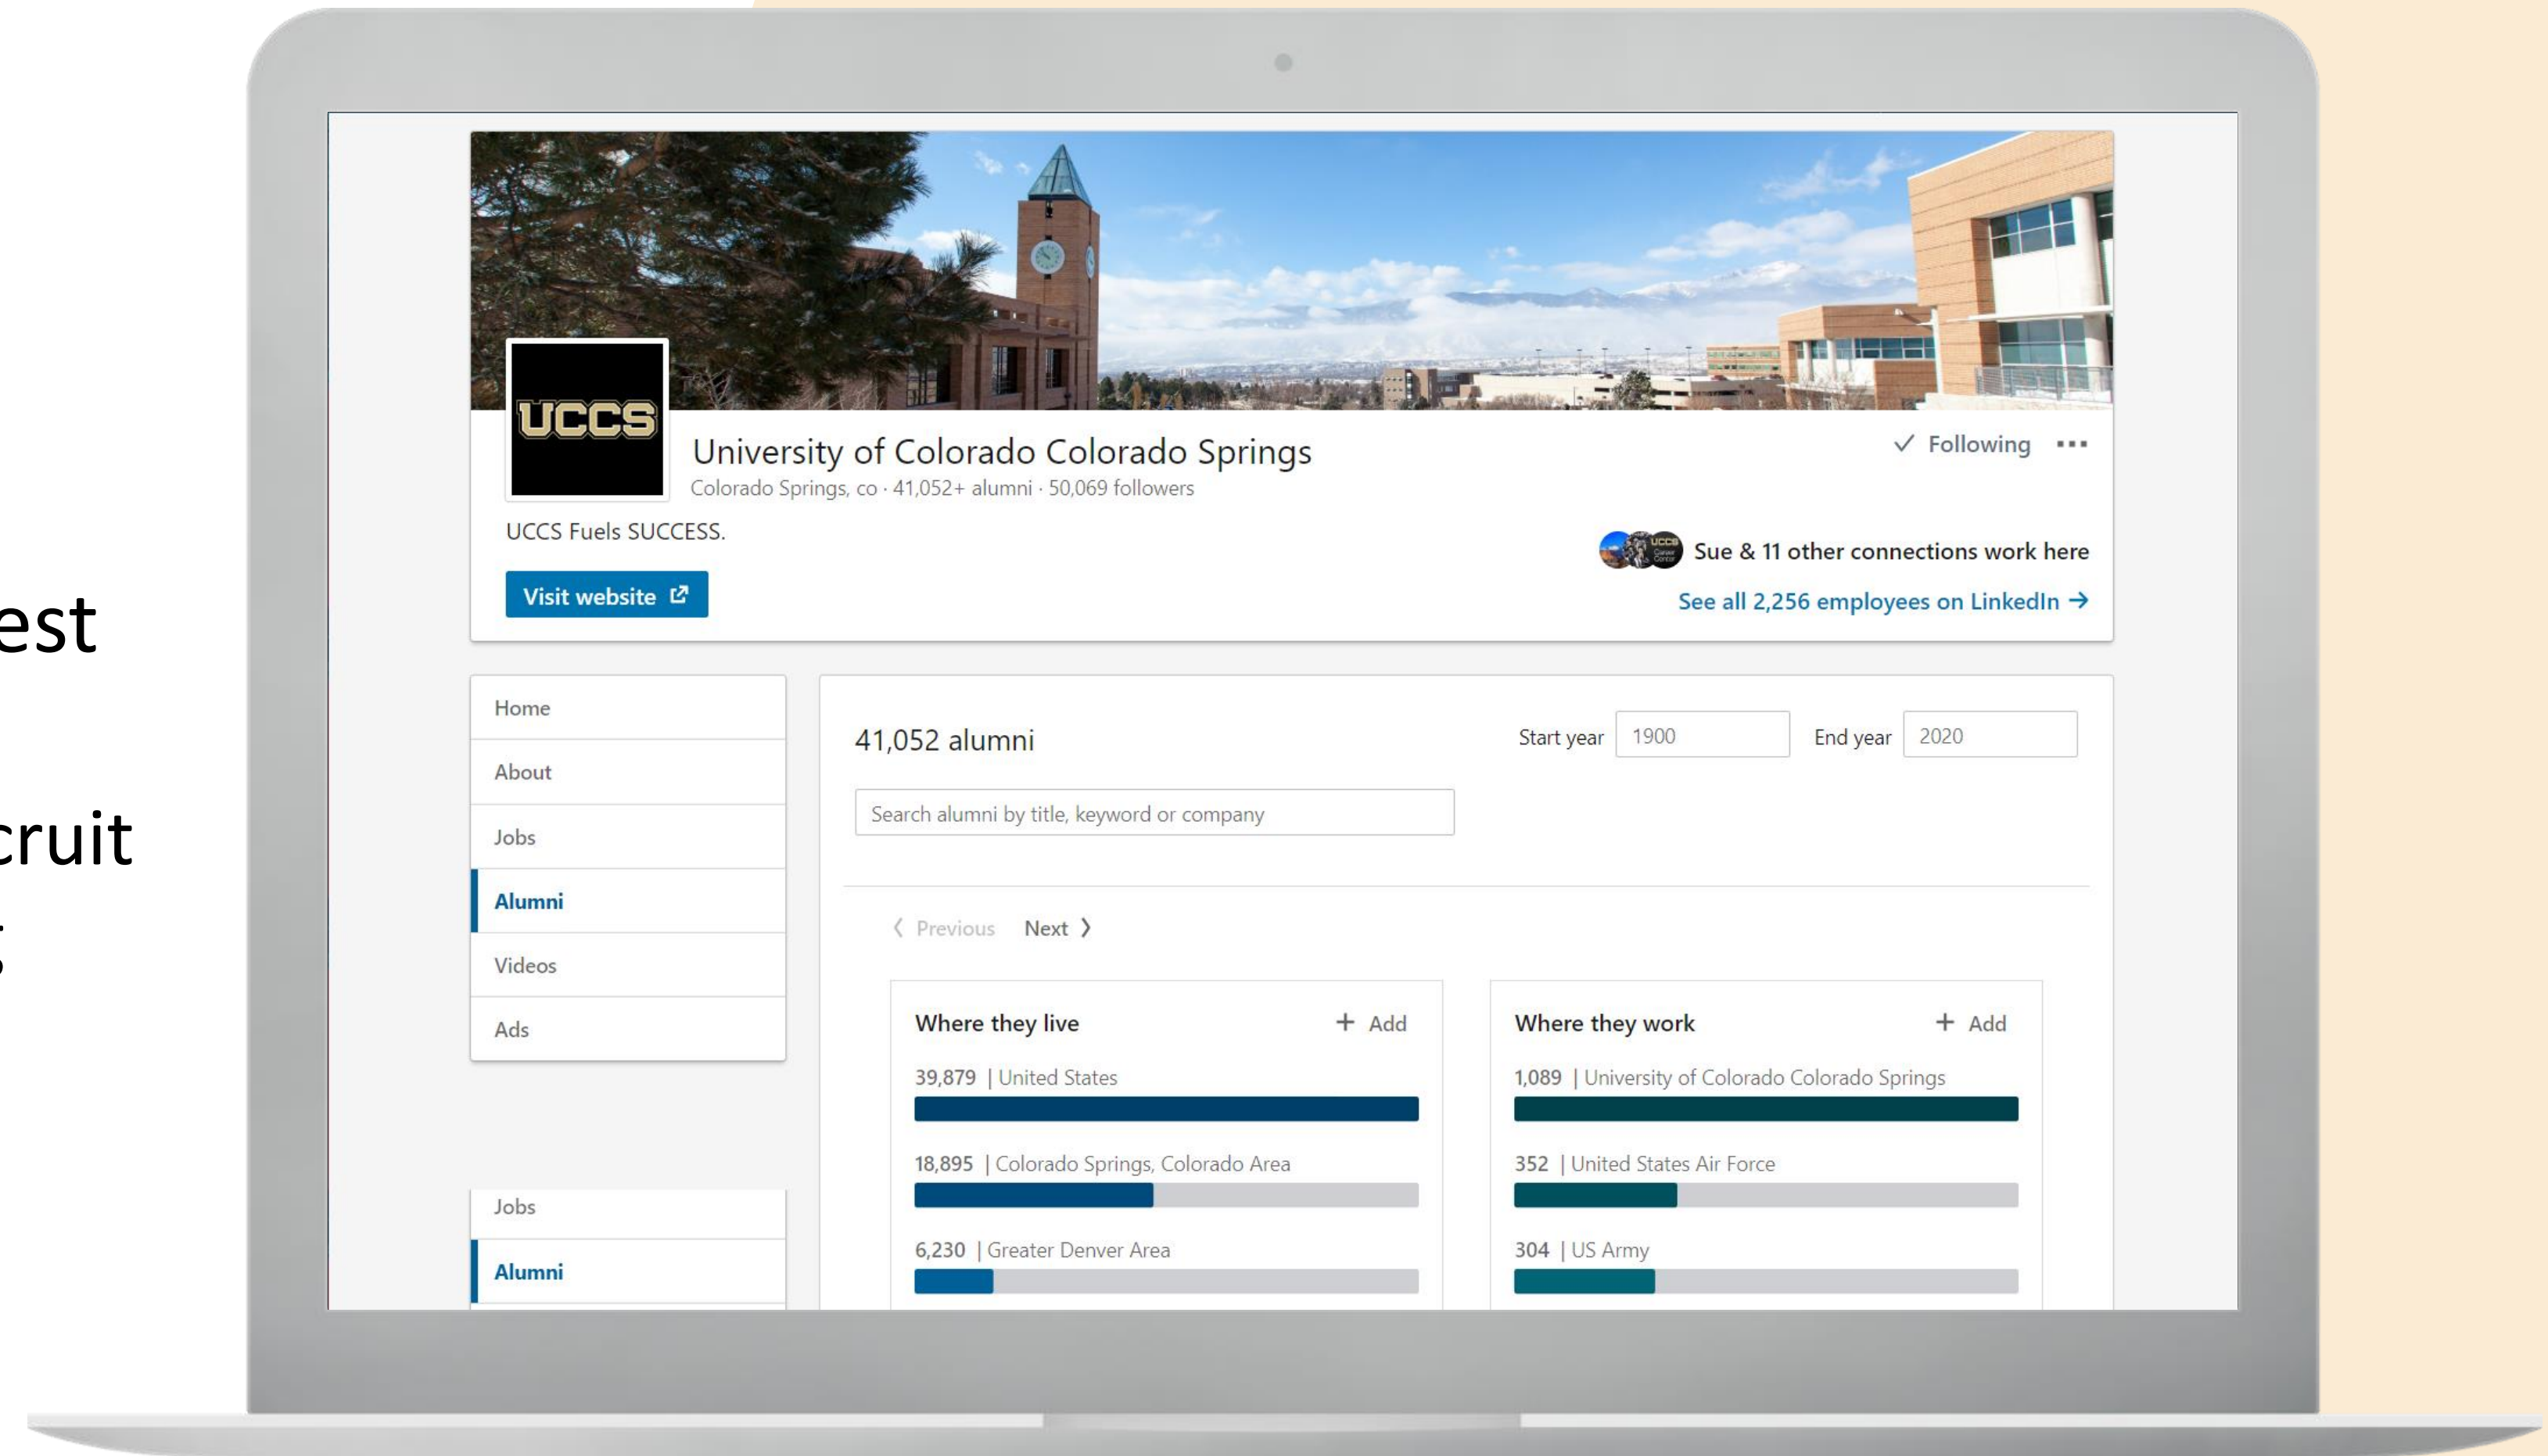 est
cruit
UCCS
University of Colorado Colorado Springs
Colorado Springs, co · 41,052+ alumni · 50,069 followers
✓ Following ▪▪▪
UCCS Fuels SUCCESS.
UCCS
Career
Center
Sue & 11 other connections work here
Visit website
See all 2,256 employees on LinkedIn →
Home
About
Jobs
Alumni
Videos
Ads
41,052 alumni
Start year 1900
End year 2020
Search alumni by title, keyword or company
Previous Next
Where they live + Add
39,879 | United States
18,895 | Colorado Springs, Colorado Area
6,230 | Greater Denver Area
Where they work + Add
1,089 | University of Colorado Colorado Springs
352 | United States Air Force
304 | US Army
Jobs
Alumni